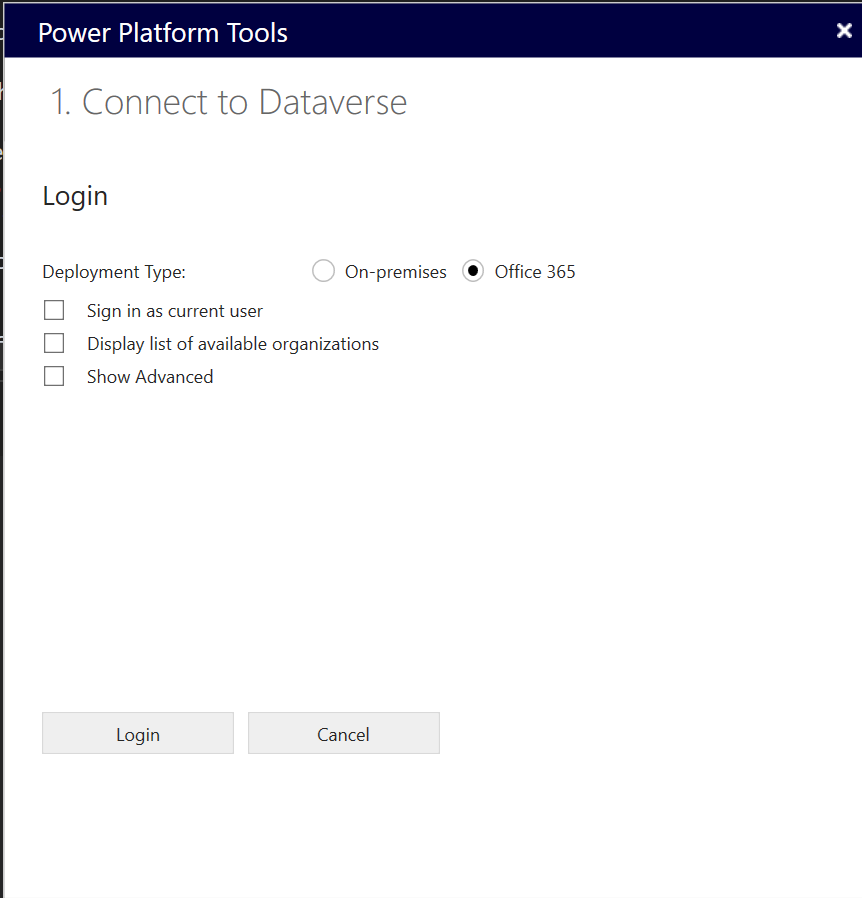 Power Platform Tools
1. Connect to Dataverse
Login
Deployment Type: On-premises Office 365
Sign in as current user
Display list of available organizations
Show Advanced
Login Cancel